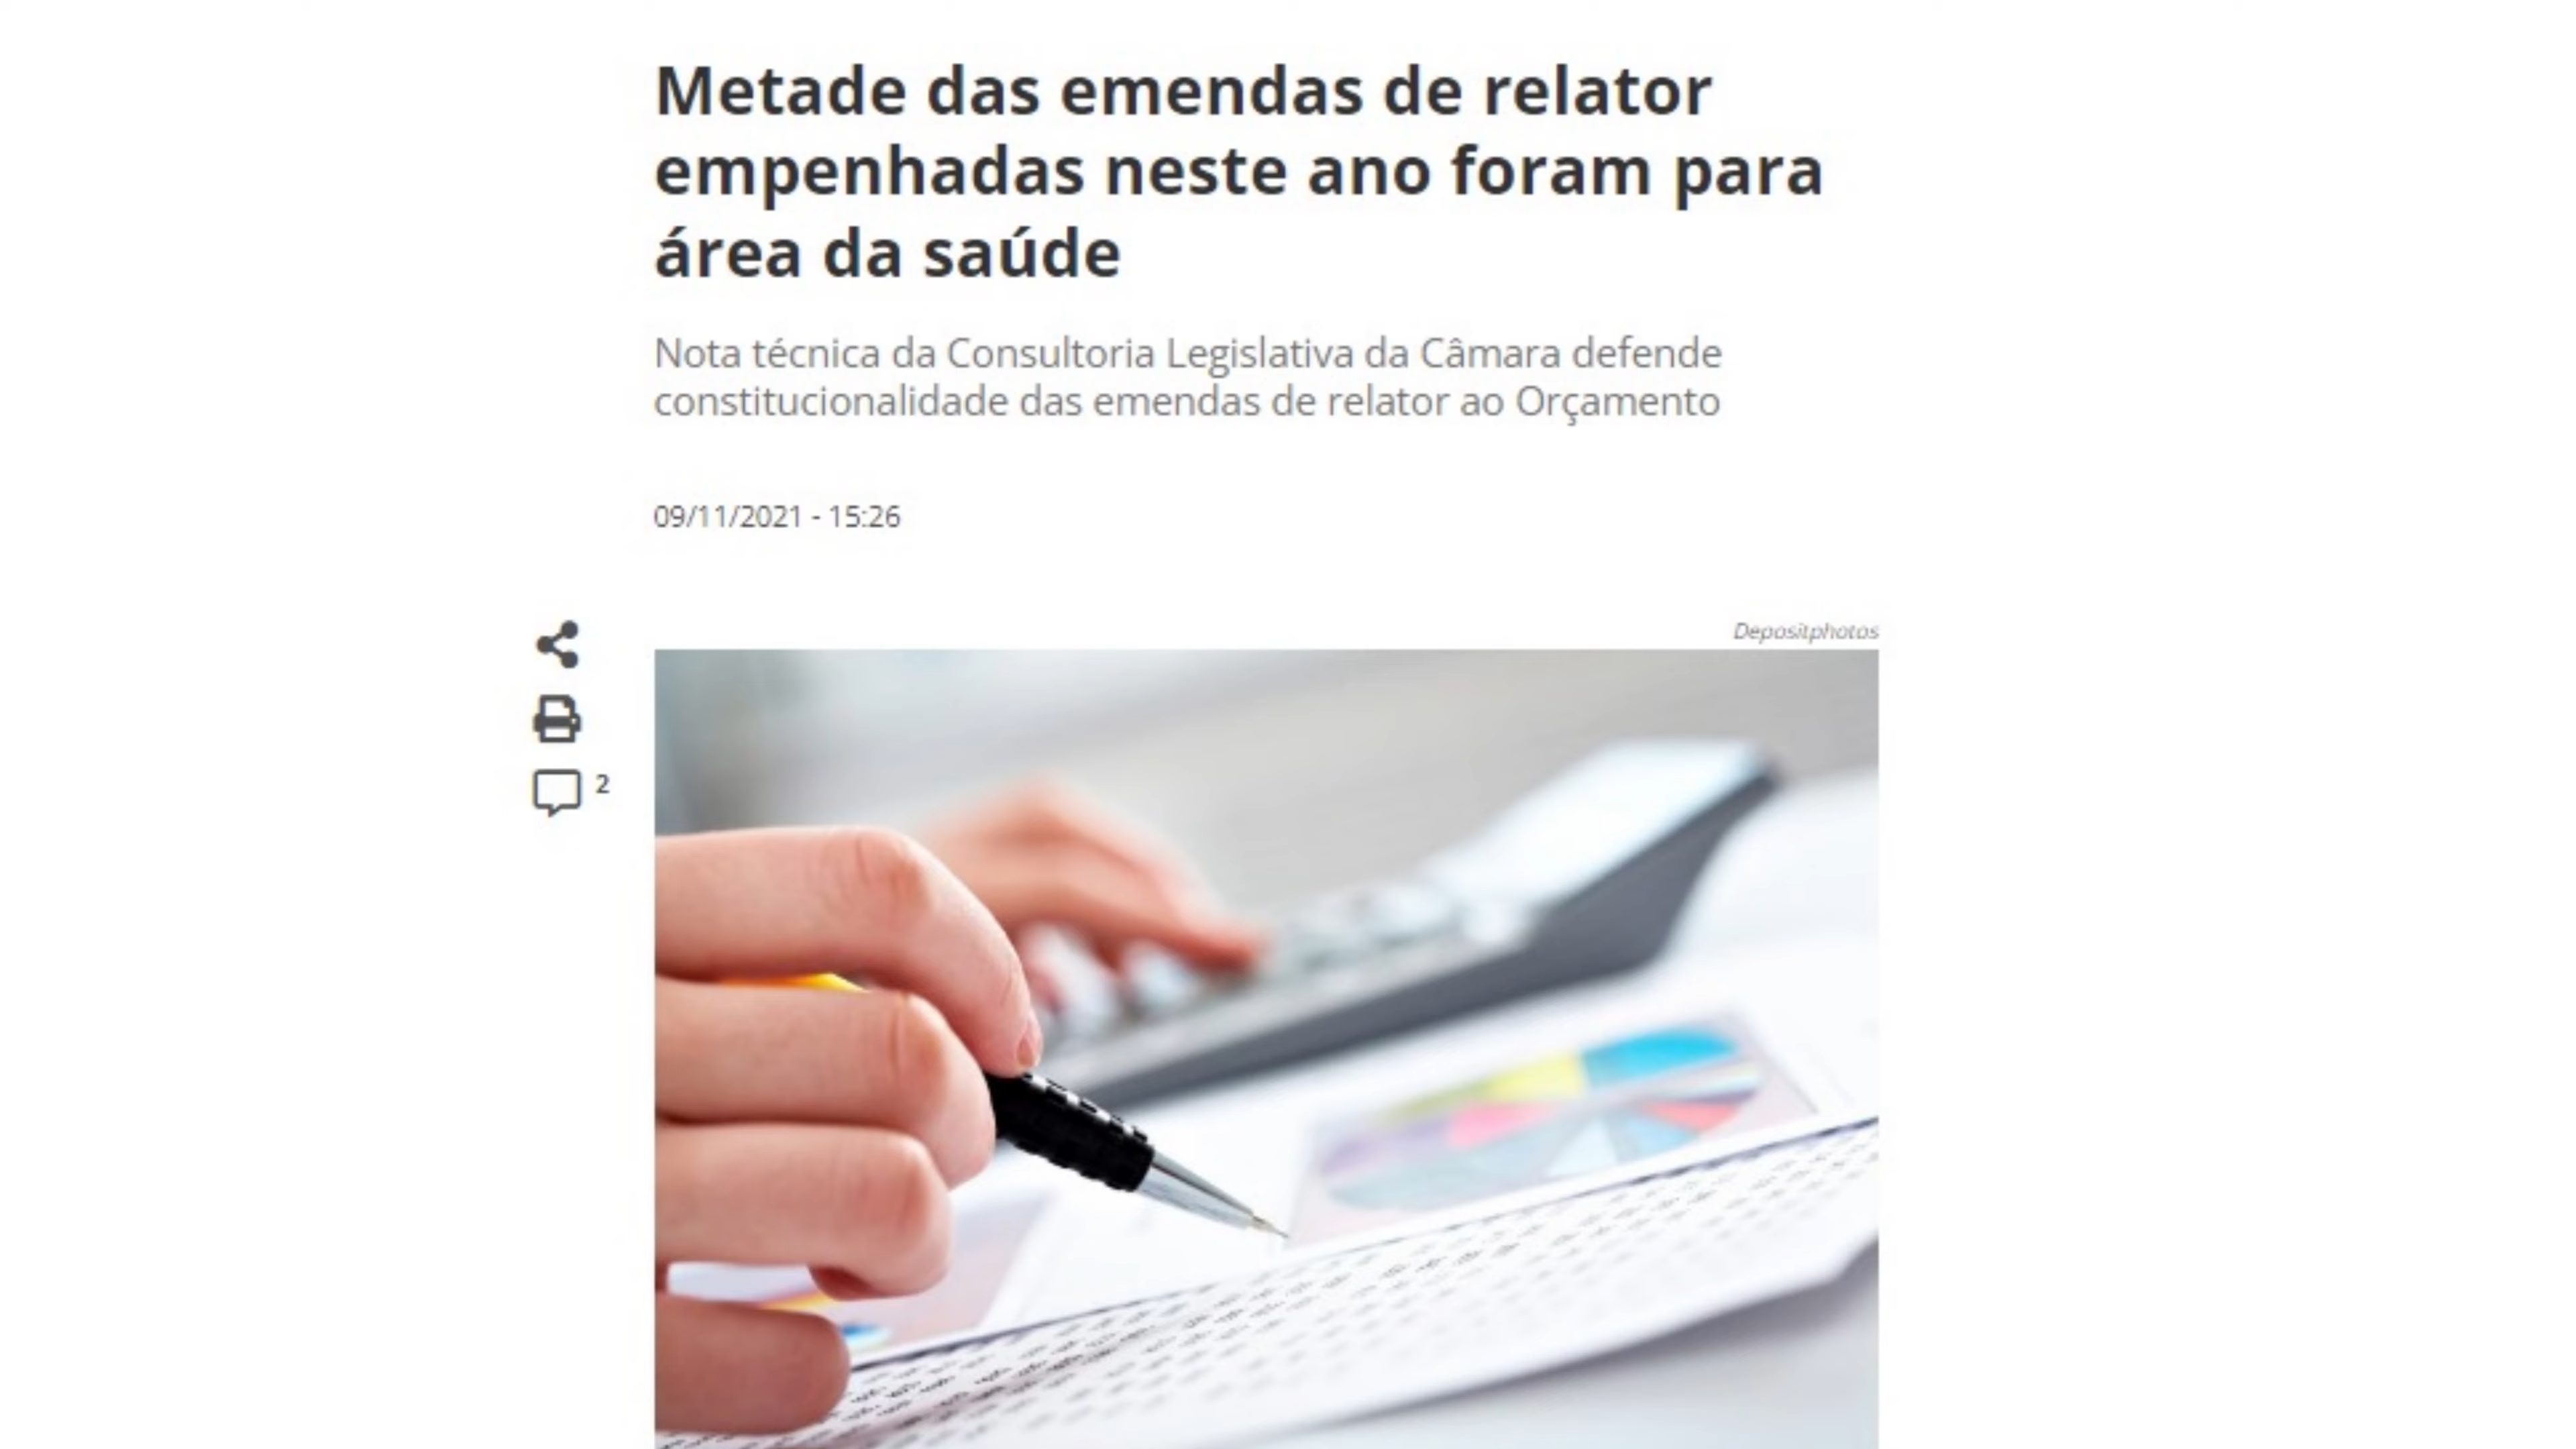 Metade das emendas de relator
empenhadas neste ano foram para
área da saúde
Nota técnica da Consultoria Legislativa da Câmara defende
constitucionalidade das emendas de relator ao Orçamento
09/11/2021 - 15:26
Depositphotos
2